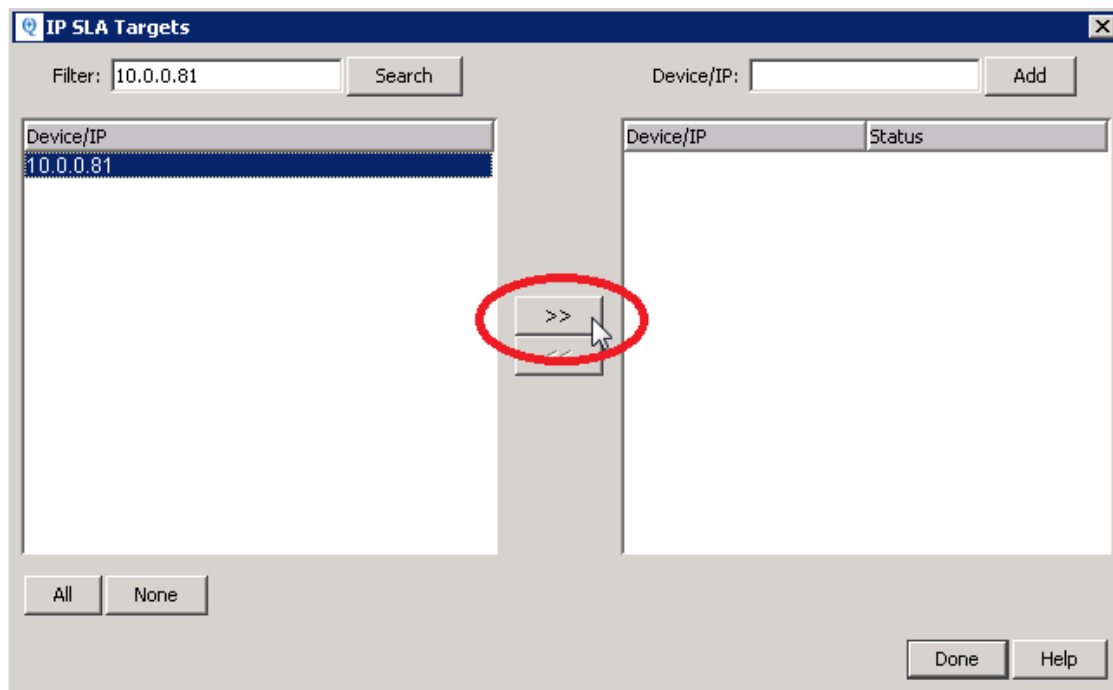 IP SLA Targets
Filter: 10.0.0.81 Search Device/IP: Add
Device/IP Device/IP Status
10.0.0.81
>>
<<
All None
Done Help